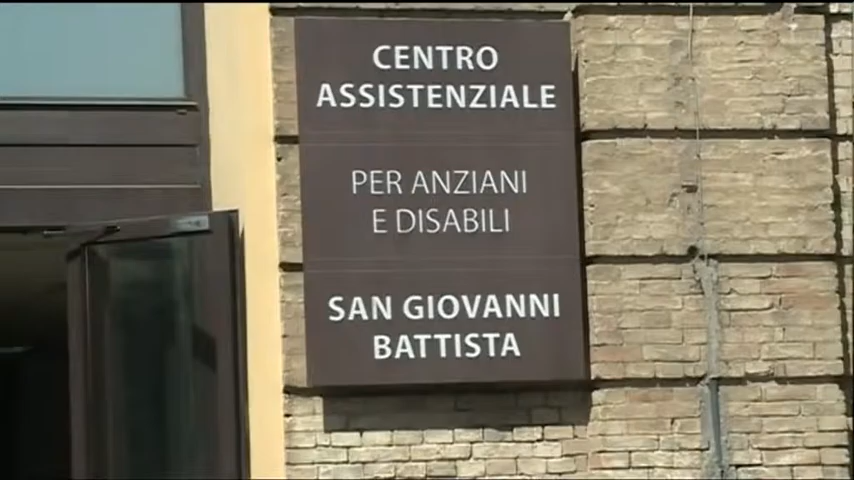 CENTRO
ASSISTENZIALE
PER ANZIANI
E DISABILI
SAN GIOVANNI
BATTISTA